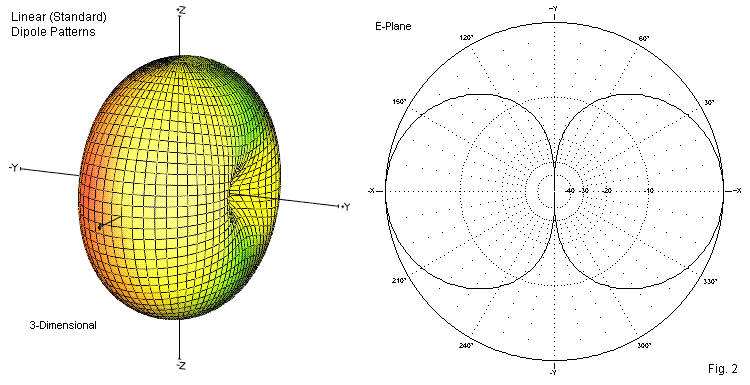 Linear (Standard)
Dipole Patterns
+Z
-Y
+Y
-Z
3-Dimensional
E-Plane
-Y
120°
60°
150°
30°
-X
-40
-30
-20
-10
-X
210°
330°
240°
300°
-Y
Fig. 2